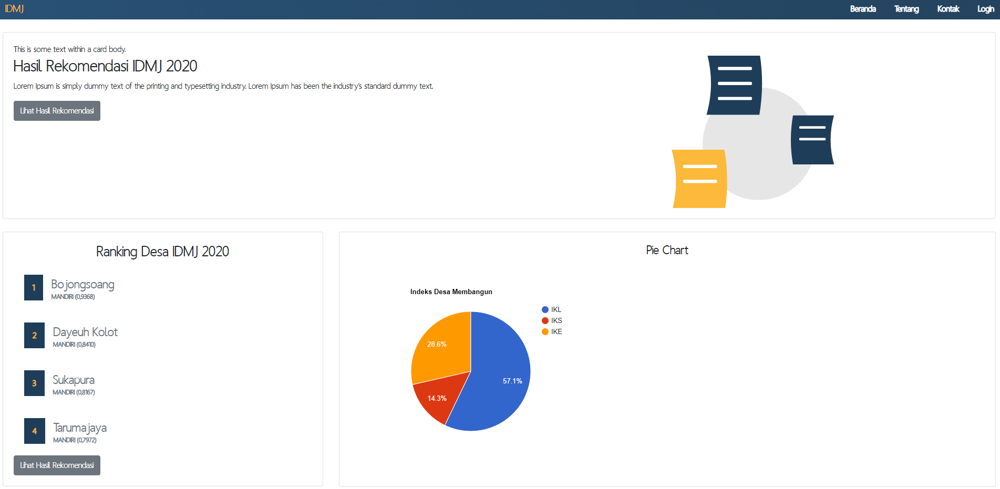 IDMJ
Beranda Tentang Kontak Login
This is some text within a card body.
Hasil Rekomendasi IDMJ 2020
Lorem Ipsum is simply dummy text of the printing and typesetting industry. Lorem Ipsum has been the industry's standard dummy text.
Lihat Hasil Rekomendasi
Ranking Desa IDMJ 2020
1
Bojongsoang
MANDIRI (0,9368)
2
Dayeuh Kolot
MANDIRI (0,8410)
3
Sukapura
MANDIRI (0,8167)
4
Tarumajaya
MANDIRI (0,7972)
Lihat Hasil Rekomendasi
Pie Chart
Indeks Desa Membangun
IKL
IKS
IKE
28.6%
57.1%
14.3%